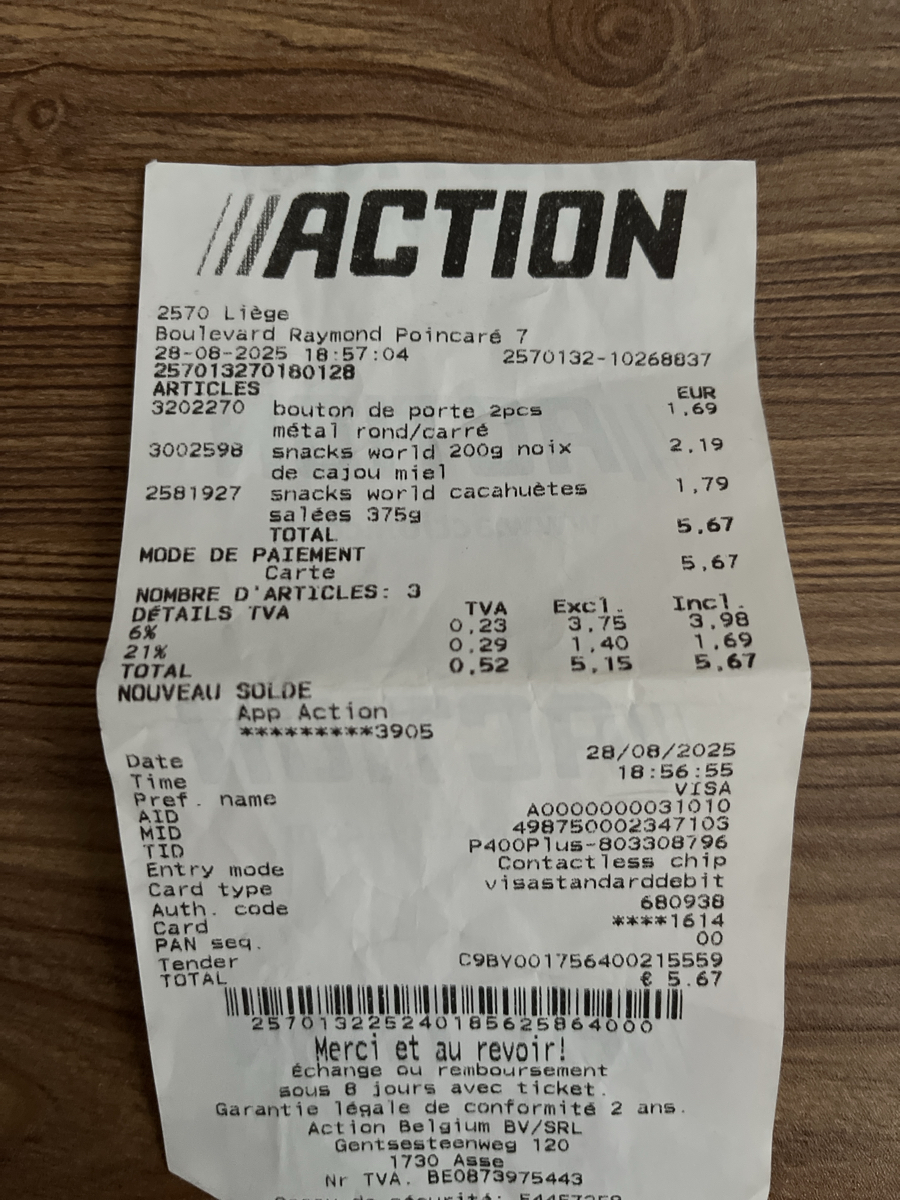 ACTION
2570 Liège
Boulevard Raymond Poincaré 7
28-08-2025 18:57:04 2570132-10268837
257013270180128
ARTICLES EUR
3202270 bouton de porte 2pcs 1,69
métal rond/carré
3002598 snacks world 200g noix 2,19
de cajou miel
2581927 snacks world cacahuètes 1,79
salées 375g
TOTAL 5,67
MODE DE PAIEMENT
Carte 5,67
NOMBRE D'ARTICLES: 3
DÉTAILS TVA TVA Excl. Incl.
6% 0,23 3,75 3,98
21% 0,29 1,40 1,69
TOTAL 0,52 5,15 5,67
NOUVEAU SOLDE
App Action
*********3905
Date 28/08/2025
Time 18:56:55
Pref. name VISA
AID A0000000031010
MID 498750002347103
TID P400Plus-803308796
Entry mode Contactless chip
Card type visastandarddebit
Auth. code 680938
Card ****1614
PAN seq. 00
Tender C9BY001756400215559
TOTAL € 5.67
2570132252401856258640​00
Merci et au revoir!
Échange ou remboursement
sous 8 jours avec ticket.
Garantie légale de conformité 2 ans.
Action Belgium BV/SRL
Gentsesteenweg 120
1730 Asse
Nr TVA. BE0873975443